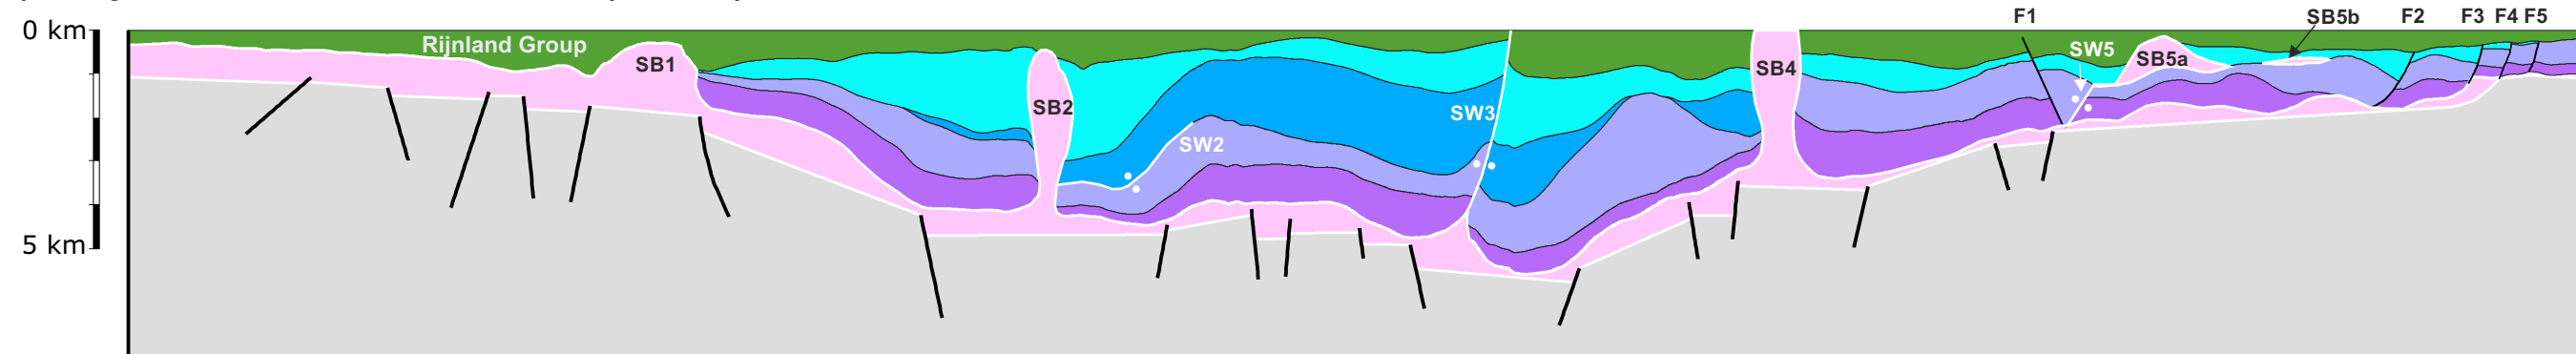 0 km
5 km
Rijnland Group
SB1
SB2
SW2
SW3
SB4
F1
SW5
SB5a
SB5b
F2
F3
F4
F5